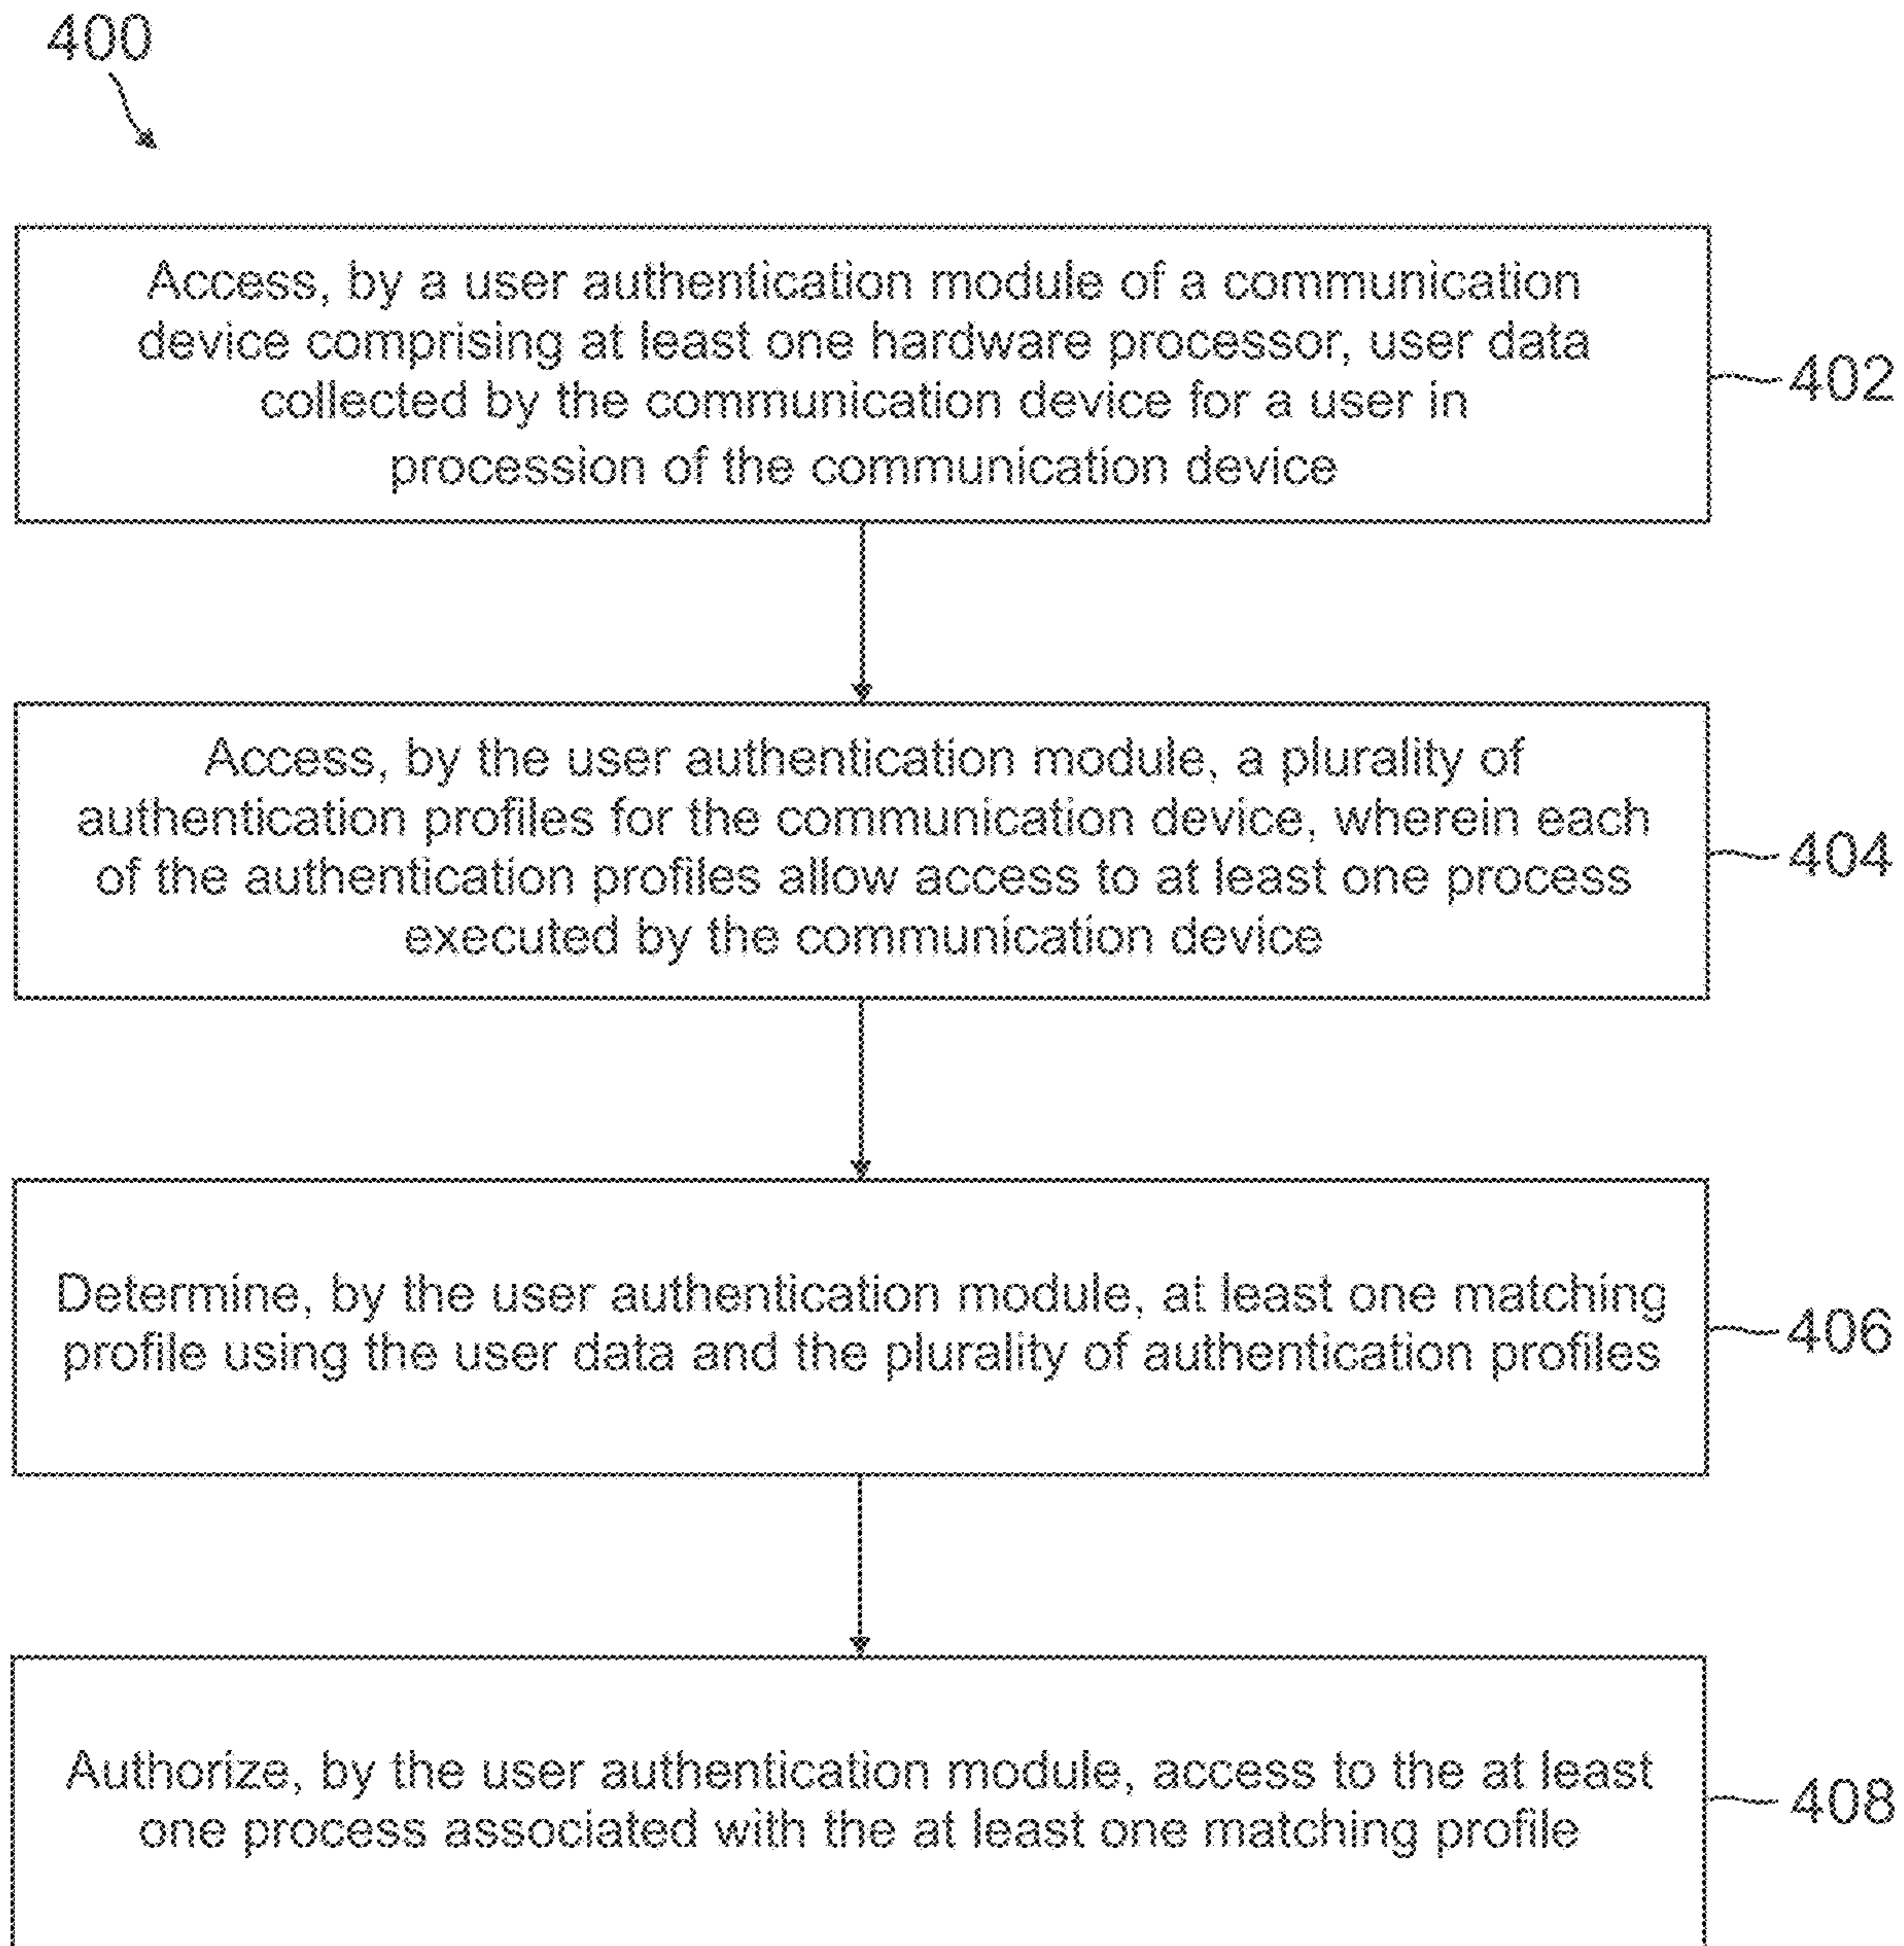 400
Access, by a user authentication module of a communication
device comprising at least one hardware processor, user data
collected by the communication device for a user in
procession of the communication device
402
Access, by the user authentication module, a plurality of
authentication profiles for the communication device, wherein each
of the authentication profiles allow access to at least one process
executed by the communication device
404
Determine, by the user authentication module, at least one matching
profile using the user data and the plurality of authentication profiles
406
Authorize, by the user authentication module, access to the at least
one process associated with the at least one matching profile
408